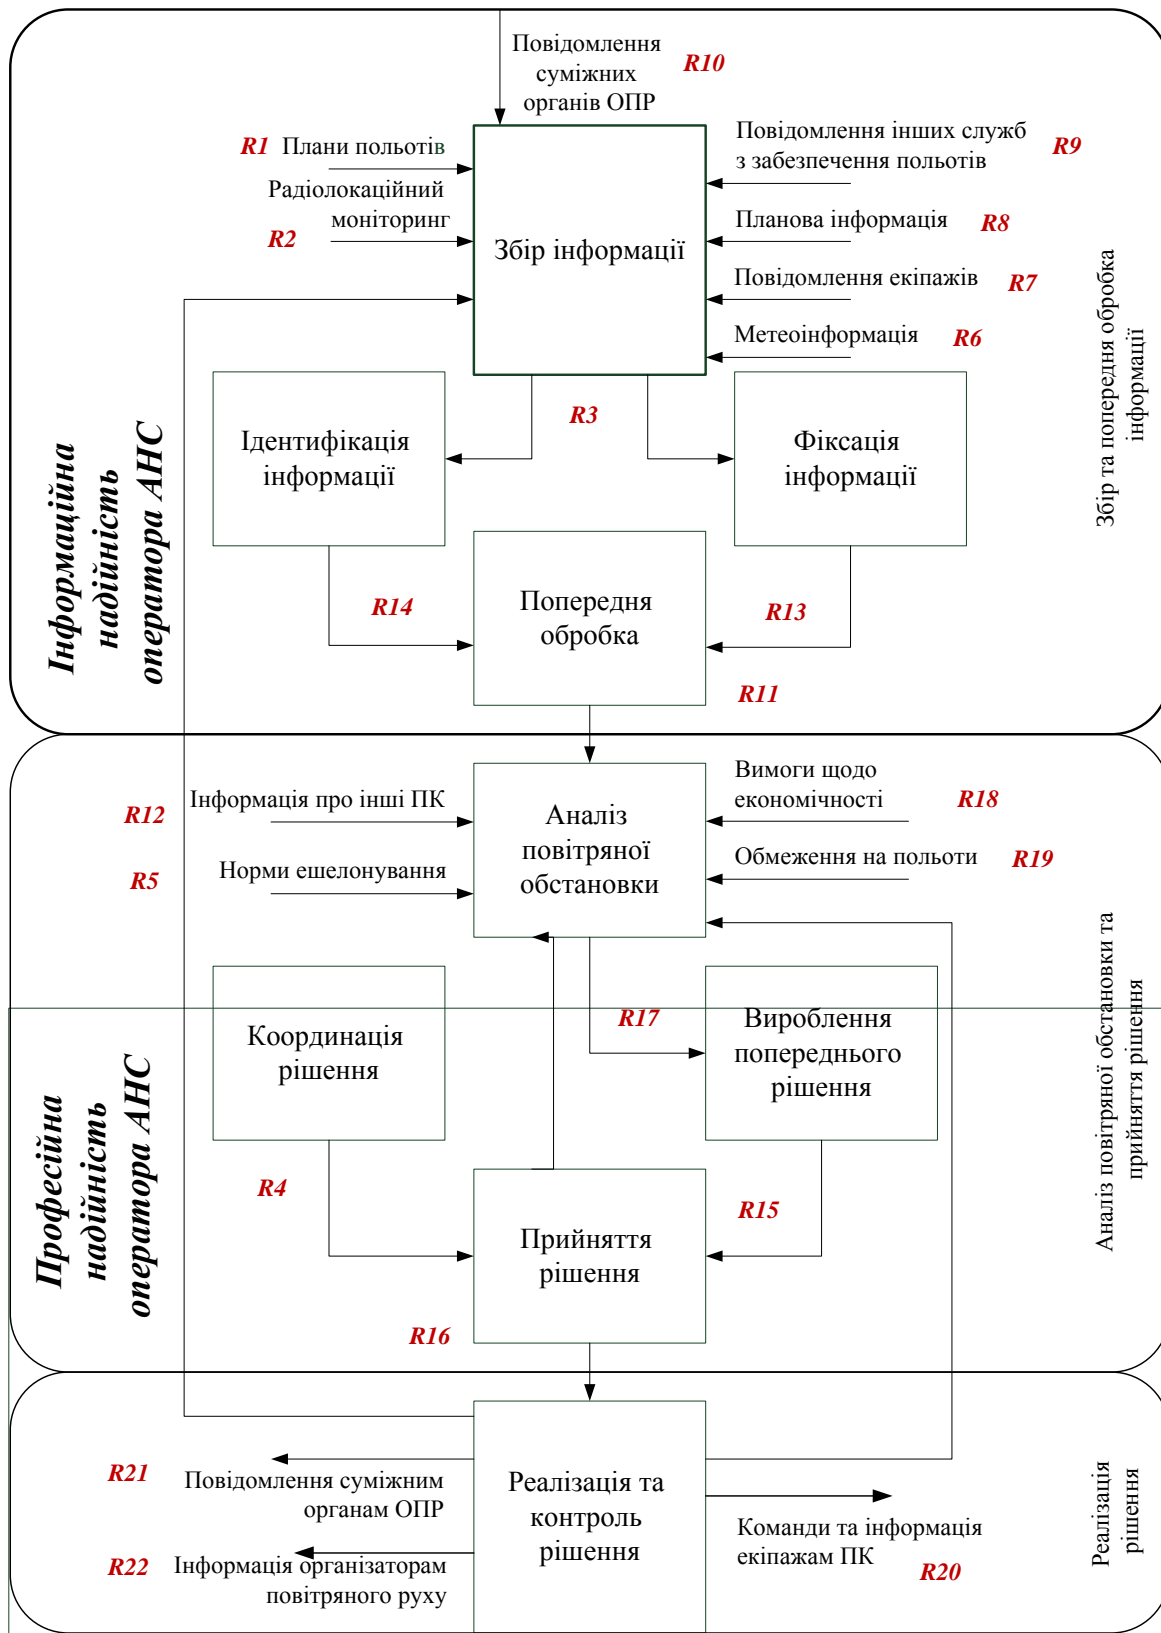 Повідомлення
суміжних
органів ОПР
R10
R1
Плани польотів
Радіолокаційний
моніторинг
R2
Збір інформації
Повідомлення інших служб
з забезпечення польотів
R9
Планова інформація
R8
Повідомлення екіпажів
R7
Метеоінформація
R6
R3
Ідентифікація
інформації
Фіксація
інформації
R14
Попередня
обробка
R13
R11
Інформаційна
надійність
оператора АНС
Збір та попередня обробка
інформації
R12
Інформація про інші ПК
R5
Норми ешелонування
Аналіз
повітряної
обстановки
Вимоги щодо
економічності
R18
Обмеження на польоти
R19
Координація
рішення
R17
Вироблення
попереднього
рішення
R4
Прийняття
рішення
R15
R16
Професійна
надійність
оператора АНС
Аналіз повітряної обстановки та
прийняття рішення
R21
Повідомлення суміжним
органам ОПР
R22
Інформація організаторам
повітряного руху
Реалізація та
контроль
рішення
Команди та інформація
екіпажам ПК
R20
Реалізація
рішення